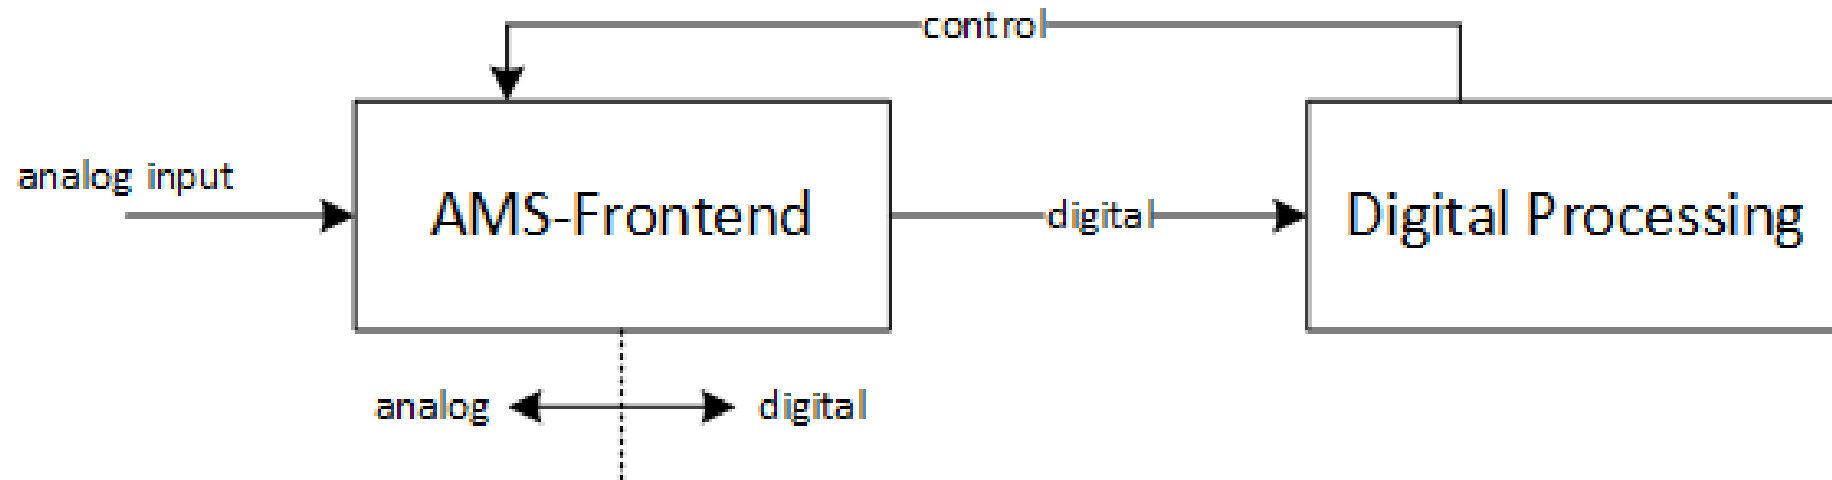 control
analog input
AMS-Frontend
digital
Digital Processing
analog
digital